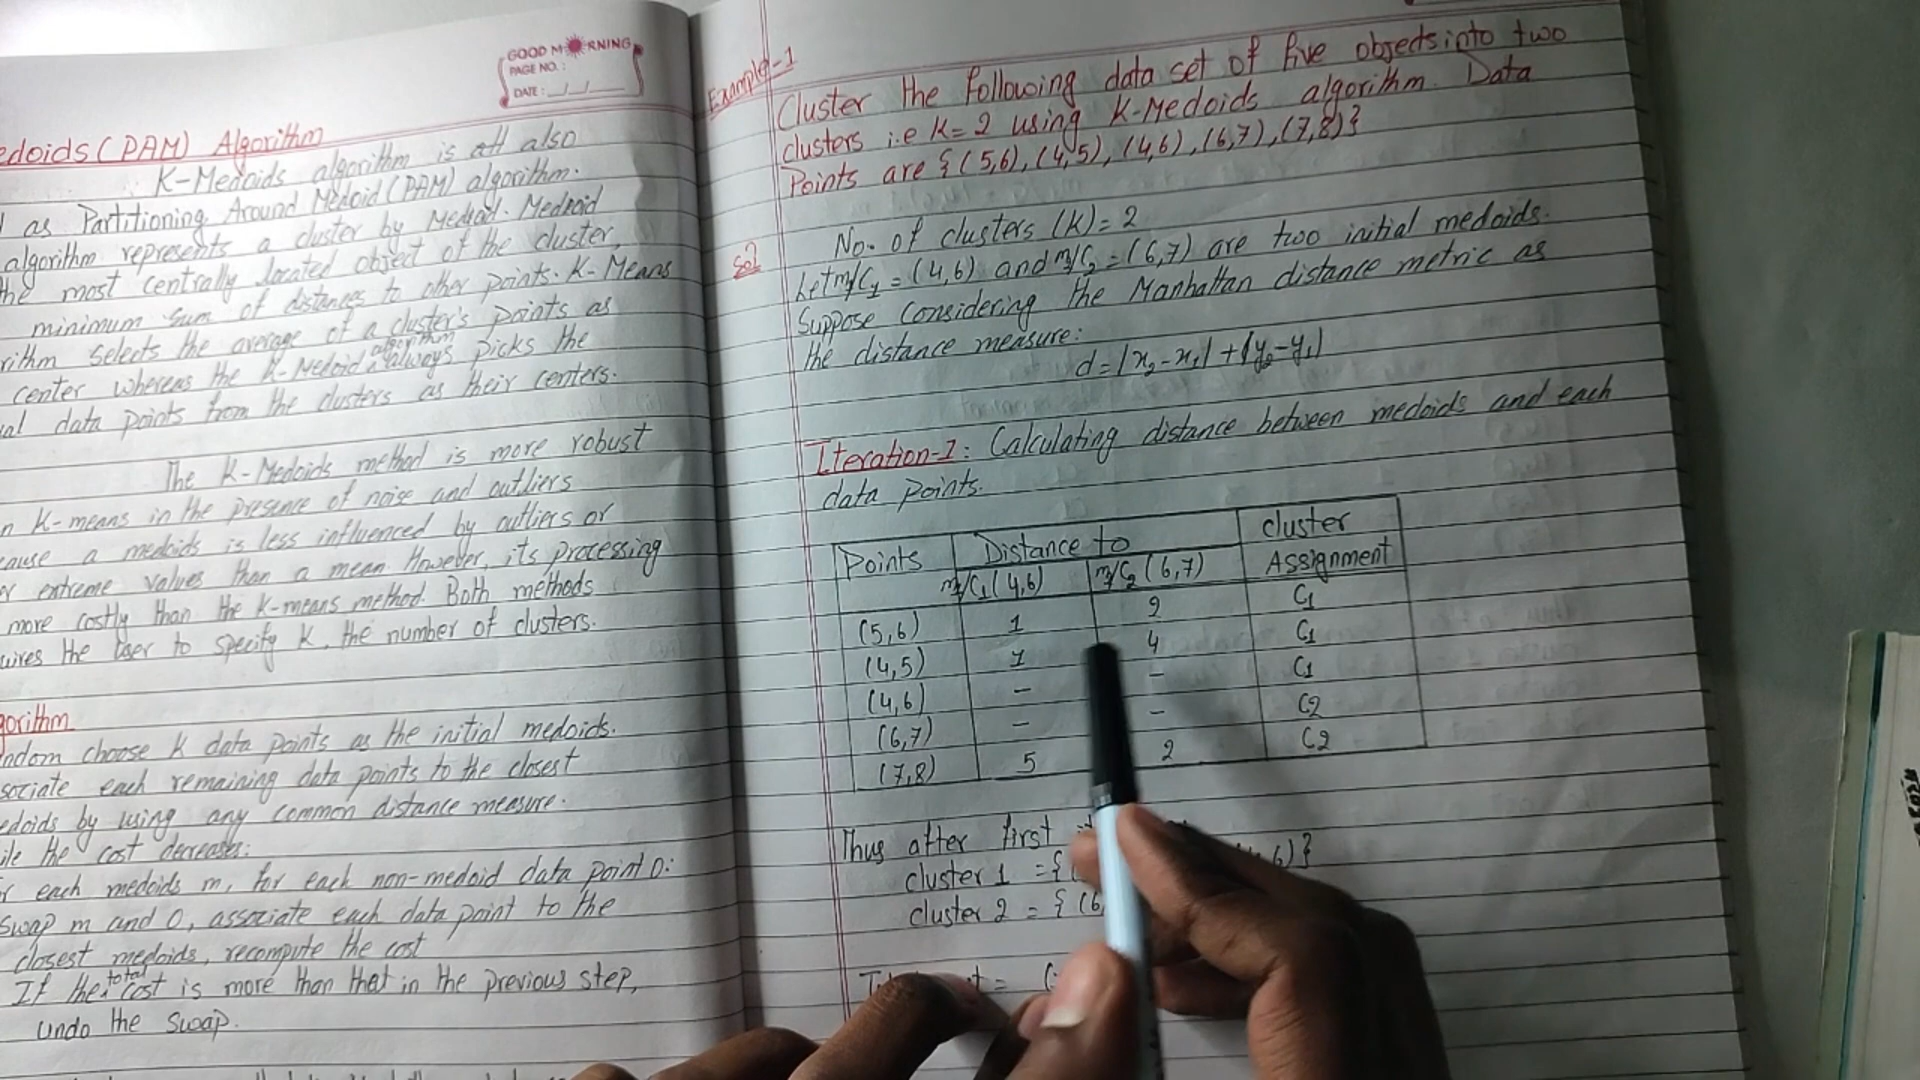 GOOD MORNING
PAGE NO.:
DATE: __/__/____
edoids (PAM) Algorithm
K-Medoids algorithm is also
as Partitioning Around Medoid (PAM) algorithm.
algorithm represents a cluster by Medoid. Medoid
the most centrally located object of the cluster,
minimum sum of distances to other points. K-Means
rithm selects the average of a cluster's points as
center whereas the K-Medoid algorithm always picks the
ual data points from the clusters as their centers.
The K-Medoids method is more robust
n K-means in the presence of noise and outliers
cause a medoids is less influenced by outliers or
r extreme values than a mean However, its processing
more costly than the K-means method. Both methods
uires the user to specify K, the number of clusters.
gorithm
ndom choose K data points as the initial medoids.
sociate each remaining data points to the closest
edoids by using any common distance measure.
ile the cost decreases:
r each medoids m, for each non-medoid data point O:
Swap m and O, associate each data point to the
closest medoids, recompute the cost
If the total cost is more than that in the previous step,
undo the swap.
Example-1
Cluster the following data set of five objects into two
clusters i.e K=2 using K-Medoids algorithm. Data
Points are {(5,6), (4,5), (4,6), (6,7), (7,8)}
Sol
No. of clusters (K)=2
Let m/C1 = (4,6) and m/C2 = (6,7) are two initial medoids.
Suppose considering the Manhattan distance metric as
the distance measure:
d=|x2-x1|+|y2-y1|
Iteration-1: Calculating distance between medoids and each
data points.
Points Distance to cluster
m/C1(4,6) m/C2(6,7) Assignment
(5,6) 1 2 C1
(4,5) 1 4 C1
(4,6) - - C1
(6,7) - - C2
(7,8) 5 2 C2
Thus after first
cluster 1 = { 6)}
cluster 2 = { (6,